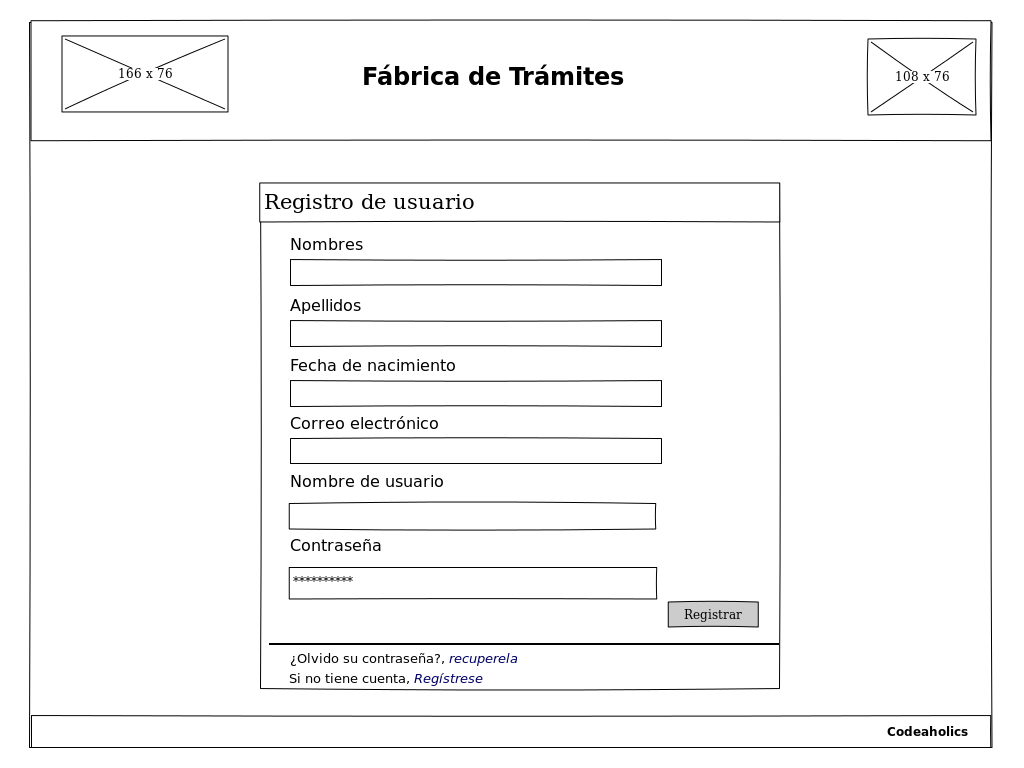 166 x 76
Fábrica de Trámites
108 x 76
Registro de usuario
Nombres
Apellidos
Fecha de nacimiento
Correo electrónico
Nombre de usuario
Contraseña
**********
Registrar
¿Olvido su contraseña?, recuperela
Si no tiene cuenta, Regístrese
Codeaholics